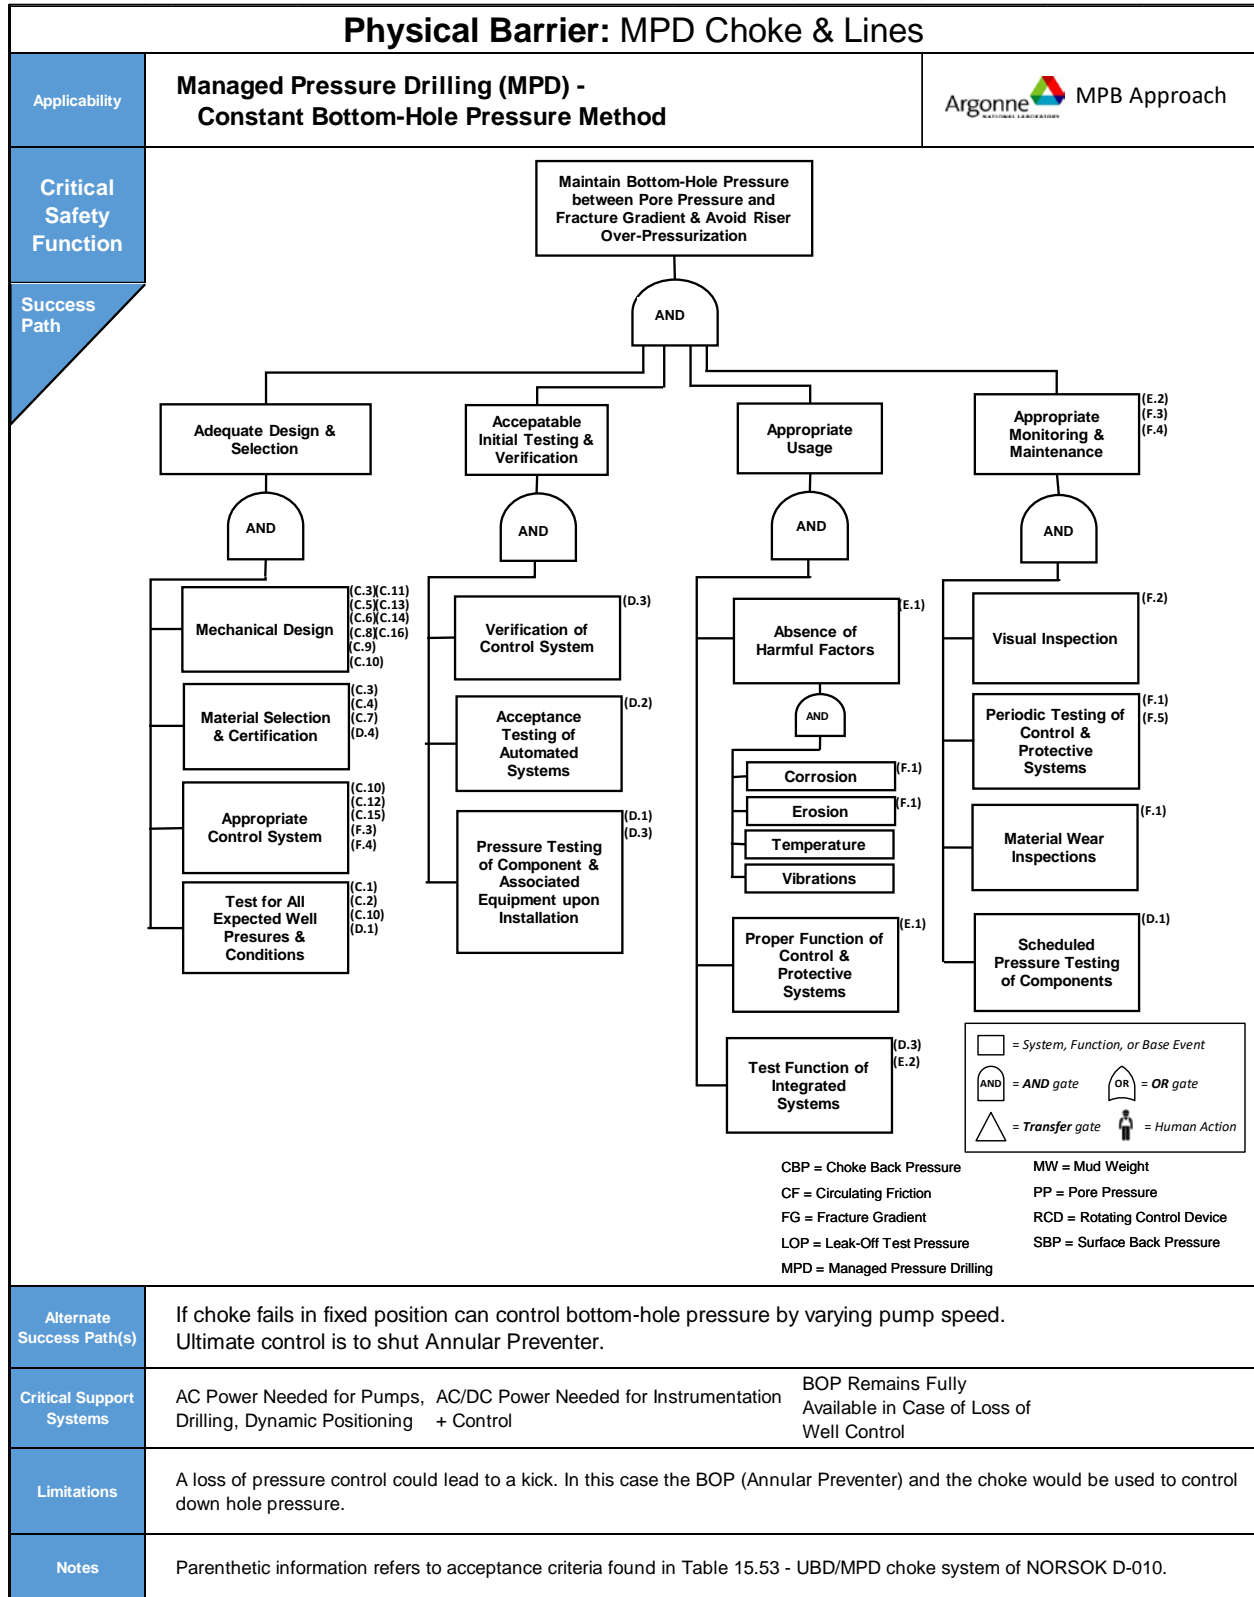 Physical Barrier: MPD Choke & Lines
Applicability
Managed Pressure Drilling (MPD) -
Constant Bottom-Hole Pressure Method
Argonne
NATIONAL LABORATORY
MPB Approach
Critical
Safety
Function
Success
Path
Maintain Bottom-Hole Pressure
between Pore Pressure and
Fracture Gradient & Avoid Riser
Over-Pressurization
AND
Adequate Design &
Selection
AND
Mechanical Design
(C.3)(C.11)
(C.5)(C.13)
(C.6)(C.14)
(C.8)(C.16)
(C.9)
(C.10)
Material Selection
& Certification
(C.3)
(C.4)
(C.7)
(D.4)
Appropriate
Control System
(C.10)
(C.12)
(C.15)
(F.3)
(F.4)
Test for All
Expected Well
Presures &
Conditions
(C.1)
(C.2)
(C.10)
(D.1)
Accepatable
Initial Testing &
Verification
AND
Verification of
Control System
(D.3)
Acceptance
Testing of
Automated
Systems
(D.2)
Pressure Testing
of Component &
Associated
Equipment upon
Installation
(D.1)
(D.3)
Appropriate
Usage
AND
Absence of
Harmful Factors
(E.1)
AND
Corrosion
(F.1)
Erosion
(F.1)
Temperature
Vibrations
Proper Function of
Control &
Protective
Systems
(E.1)
Test Function of
Integrated
Systems
(D.3)
(E.2)
Appropriate
Monitoring &
Maintenance
(E.2)
(F.3)
(F.4)
AND
Visual Inspection
(F.2)
Periodic Testing of
Control &
Protective
Systems
(F.1)
(F.5)
Material Wear
Inspections
(F.1)
Scheduled
Pressure Testing
of Components
(D.1)
= System, Function, or Base Event
AND = AND gate OR = OR gate
= Transfer gate = Human Action
CBP = Choke Back Pressure
CF = Circulating Friction
FG = Fracture Gradient
LOP = Leak-Off Test Pressure
MPD = Managed Pressure Drilling
MW = Mud Weight
PP = Pore Pressure
RCD = Rotating Control Device
SBP = Surface Back Pressure
Alternate
Success Path(s)
If choke fails in fixed position can control bottom-hole pressure by varying pump speed.
Ultimate control is to shut Annular Preventer.
Critical Support
Systems
AC Power Needed for Pumps,
Drilling, Dynamic Positioning
AC/DC Power Needed for Instrumentation
+ Control
BOP Remains Fully
Available in Case of Loss of
Well Control
Limitations
A loss of pressure control could lead to a kick. In this case the BOP (Annular Preventer) and the choke would be used to control
down hole pressure.
Notes
Parenthetic information refers to acceptance criteria found in Table 15.53 - UBD/MPD choke system of NORSOK D-010.